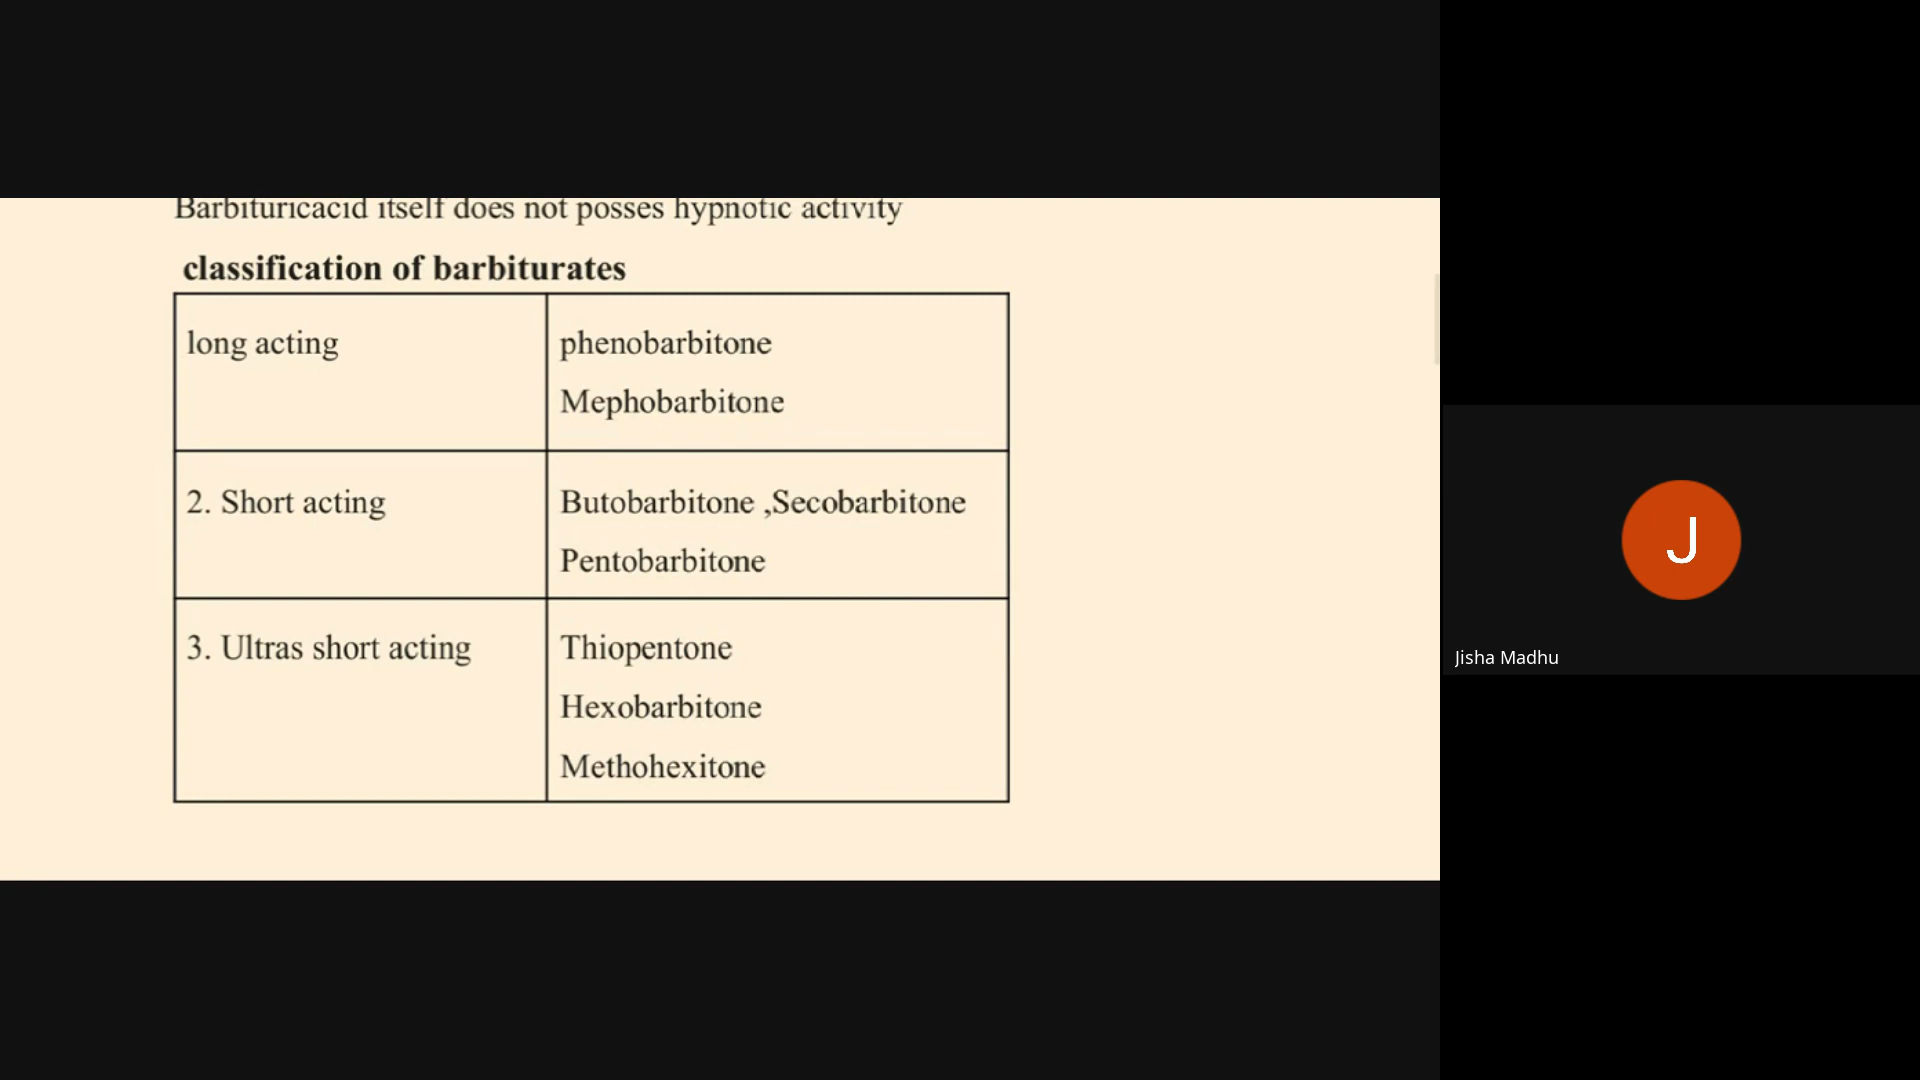 Barbituricacid itself does not posses hypnotic activity
classification of barbiturates
long acting
phenobarbitone
Mephobarbitone
2. Short acting
Butobarbitone ,Secobarbitone
Pentobarbitone
3. Ultras short acting
Thiopentone
Hexobarbitone
Methohexitone
J
Jisha Madhu